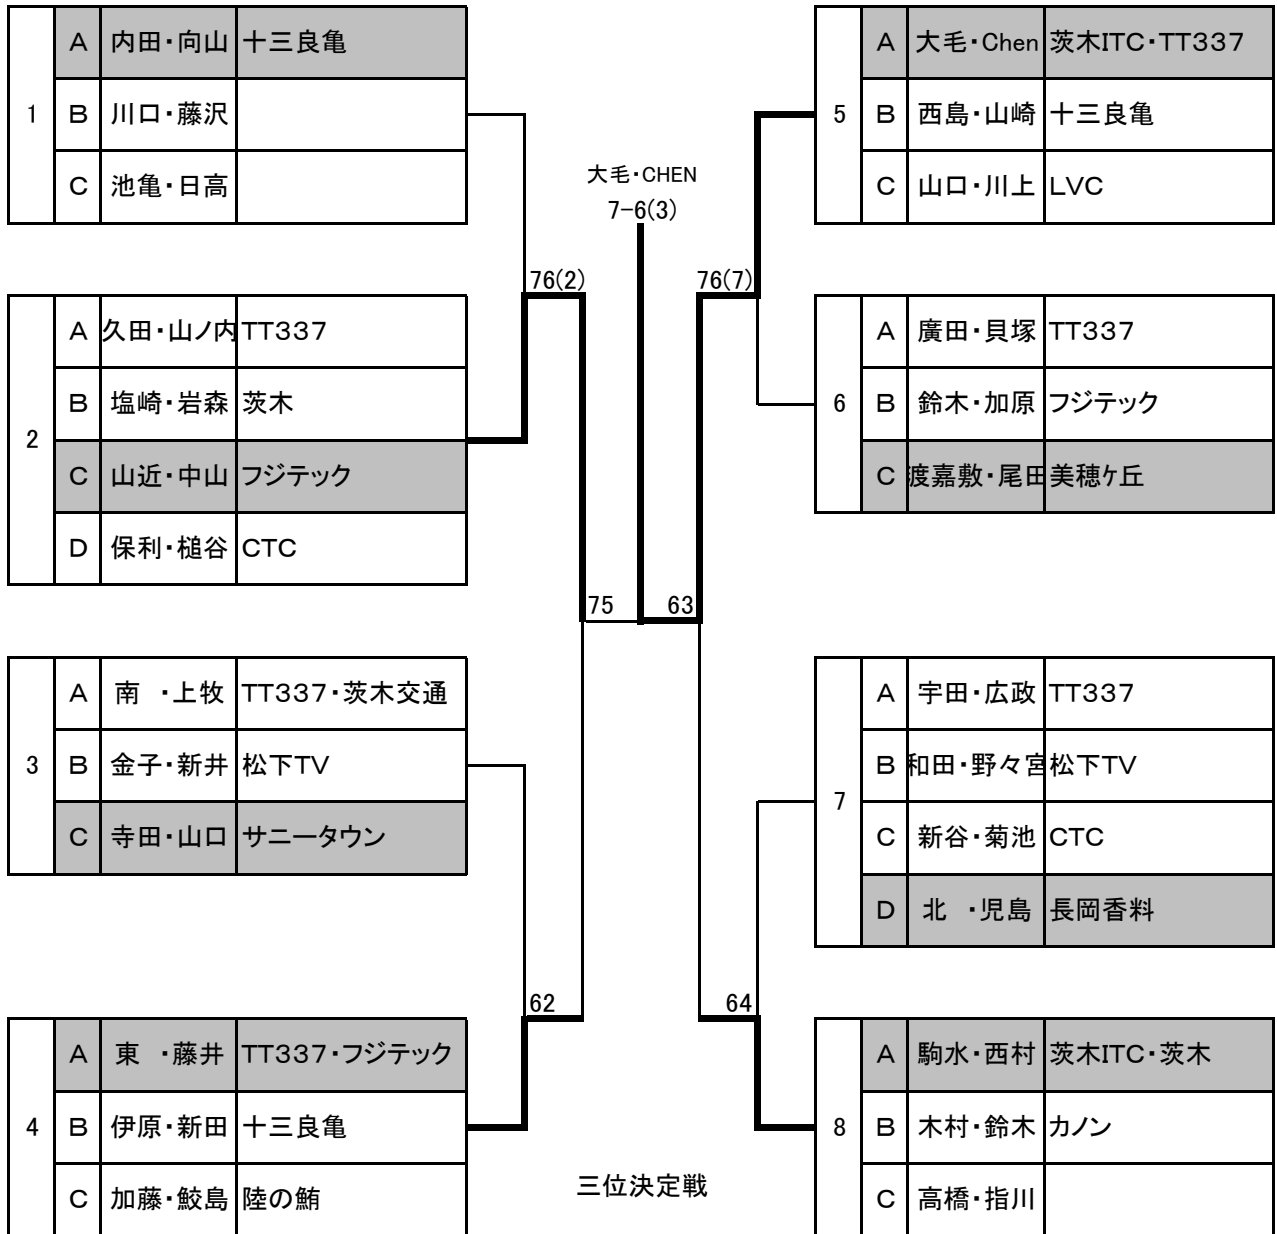 1
A 内田・向山 十三良亀
B 川口・藤沢
C 池亀・日高
2
A 久田・山ノ内 TT337
B 塩崎・岩森 茨木
C 山近・中山 フジテック
D 保利・槌谷 CTC
3
A 南 ・上牧 TT337・茨木交通
B 金子・新井 松下TV
C 寺田・山口 サニータウン
4
A 東 ・藤井 TT337・フジテック
B 伊原・新田 十三良亀
C 加藤・鮫島 陸の鮪
大毛・CHEN
7-6(3)
76(2)
76(7)
75
63
62
64
三位決定戦
5
A 大毛・Chen 茨木ITC・TT337
B 西島・山崎 十三良亀
C 山口・川上 LVC
6
A 廣田・貝塚 TT337
B 鈴木・加原 フジテック
C 渡嘉敷・尾田 美穂ケ丘
7
A 宇田・広政 TT337
B 和田・野々宮 松下TV
C 新谷・菊池 CTC
D 北 ・児島 長岡香料
8
A 駒水・西村 茨木ITC・茨木
B 木村・鈴木 カノン
C 高橋・指川